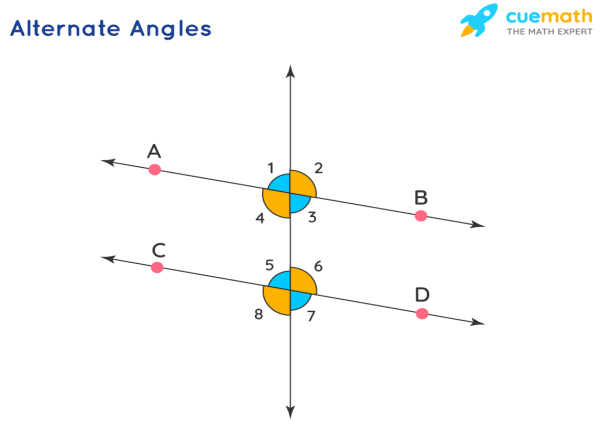 Alternate Angles
cuemath
THE MATH EXPERT
A
1 2
B
4 3
C
5 6
D
8 7